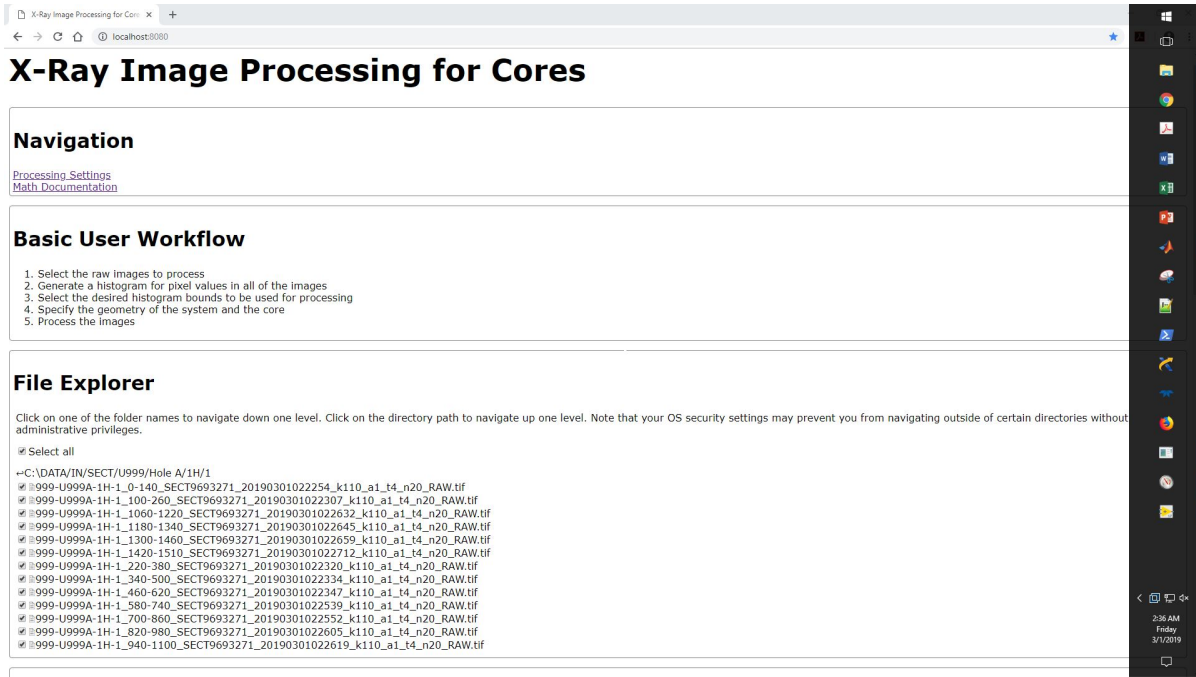 X-Ray Image Processing for Core
localhost:8080
X-Ray Image Processing for Cores
Navigation
Processing Settings
Math Documentation
Basic User Workflow
1. Select the raw images to process
2. Generate a histogram for pixel values in all of the images
3. Select the desired histogram bounds to be used for processing
4. Specify the geometry of the system and the core
5. Process the images
File Explorer
Click on one of the folder names to navigate down one level. Click on the directory path to navigate up one level. Note that your OS security settings may prevent you from navigating outside of certain directories without
administrative privileges.
Select all
↩C:\DATA/IN/SECT/U999/Hole A/1H/1
999-U999A-1H-1_0-140_SECT9693271_20190301022254_k110_a1_t4_n20_RAW.tif
999-U999A-1H-1_100-260_SECT9693271_20190301022307_k110_a1_t4_n20_RAW.tif
999-U999A-1H-1_1060-1220_SECT9693271_20190301022632_k110_a1_t4_n20_RAW.tif
999-U999A-1H-1_1180-1340_SECT9693271_20190301022645_k110_a1_t4_n20_RAW.tif
999-U999A-1H-1_1300-1460_SECT9693271_20190301022659_k110_a1_t4_n20_RAW.tif
999-U999A-1H-1_1420-1510_SECT9693271_20190301022712_k110_a1_t4_n20_RAW.tif
999-U999A-1H-1_220-380_SECT9693271_20190301022320_k110_a1_t4_n20_RAW.tif
999-U999A-1H-1_340-500_SECT9693271_20190301022334_k110_a1_t4_n20_RAW.tif
999-U999A-1H-1_460-620_SECT9693271_20190301022347_k110_a1_t4_n20_RAW.tif
999-U999A-1H-1_580-740_SECT9693271_20190301022539_k110_a1_t4_n20_RAW.tif
999-U999A-1H-1_700-860_SECT9693271_20190301022552_k110_a1_t4_n20_RAW.tif
999-U999A-1H-1_820-980_SECT9693271_20190301022605_k110_a1_t4_n20_RAW.tif
999-U999A-1H-1_940-1100_SECT9693271_20190301022619_k110_a1_t4_n20_RAW.tif
2:36 AM
Friday
3/1/2019